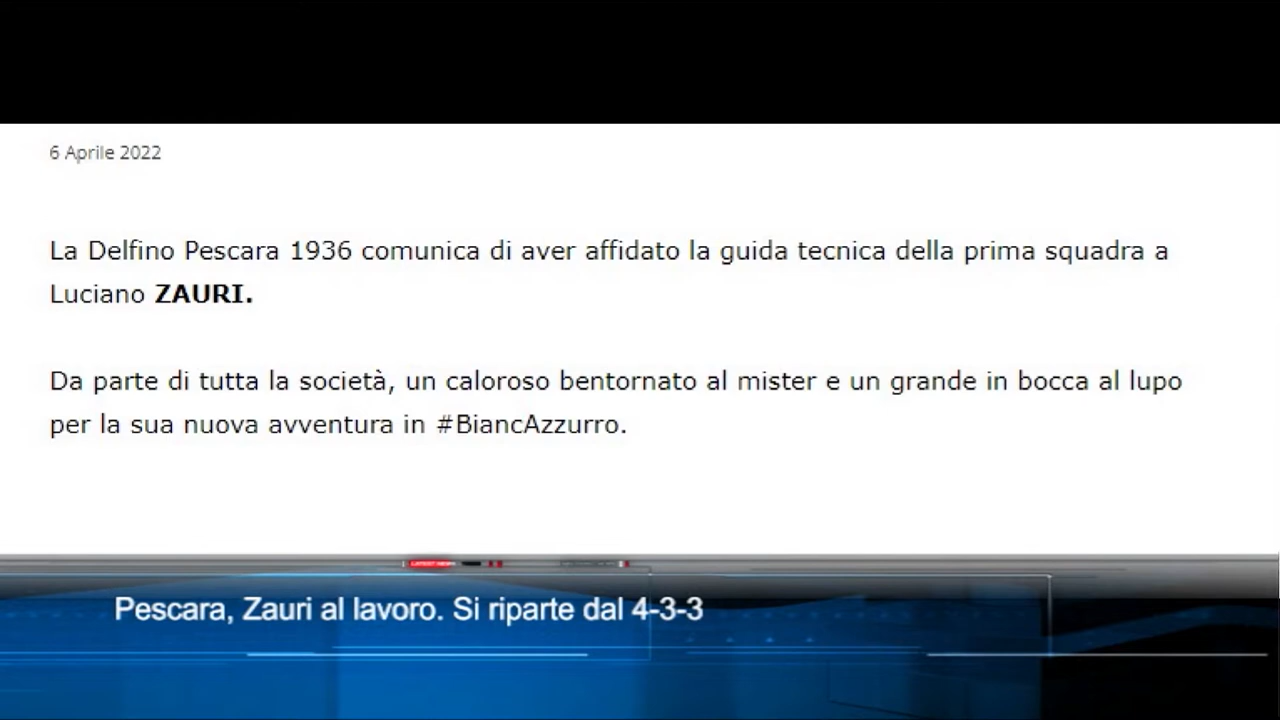 6 Aprile 2022
La Delfino Pescara 1936 comunica di aver affidato la guida tecnica della prima squadra a
Luciano ZAURI.
Da parte di tutta la società, un caloroso bentornato al mister e un grande in bocca al lupo
per la sua nuova avventura in #BiancAzzurro.
LATEST NEWS
Pescara, Zauri al lavoro. Si riparte dal 4-3-3